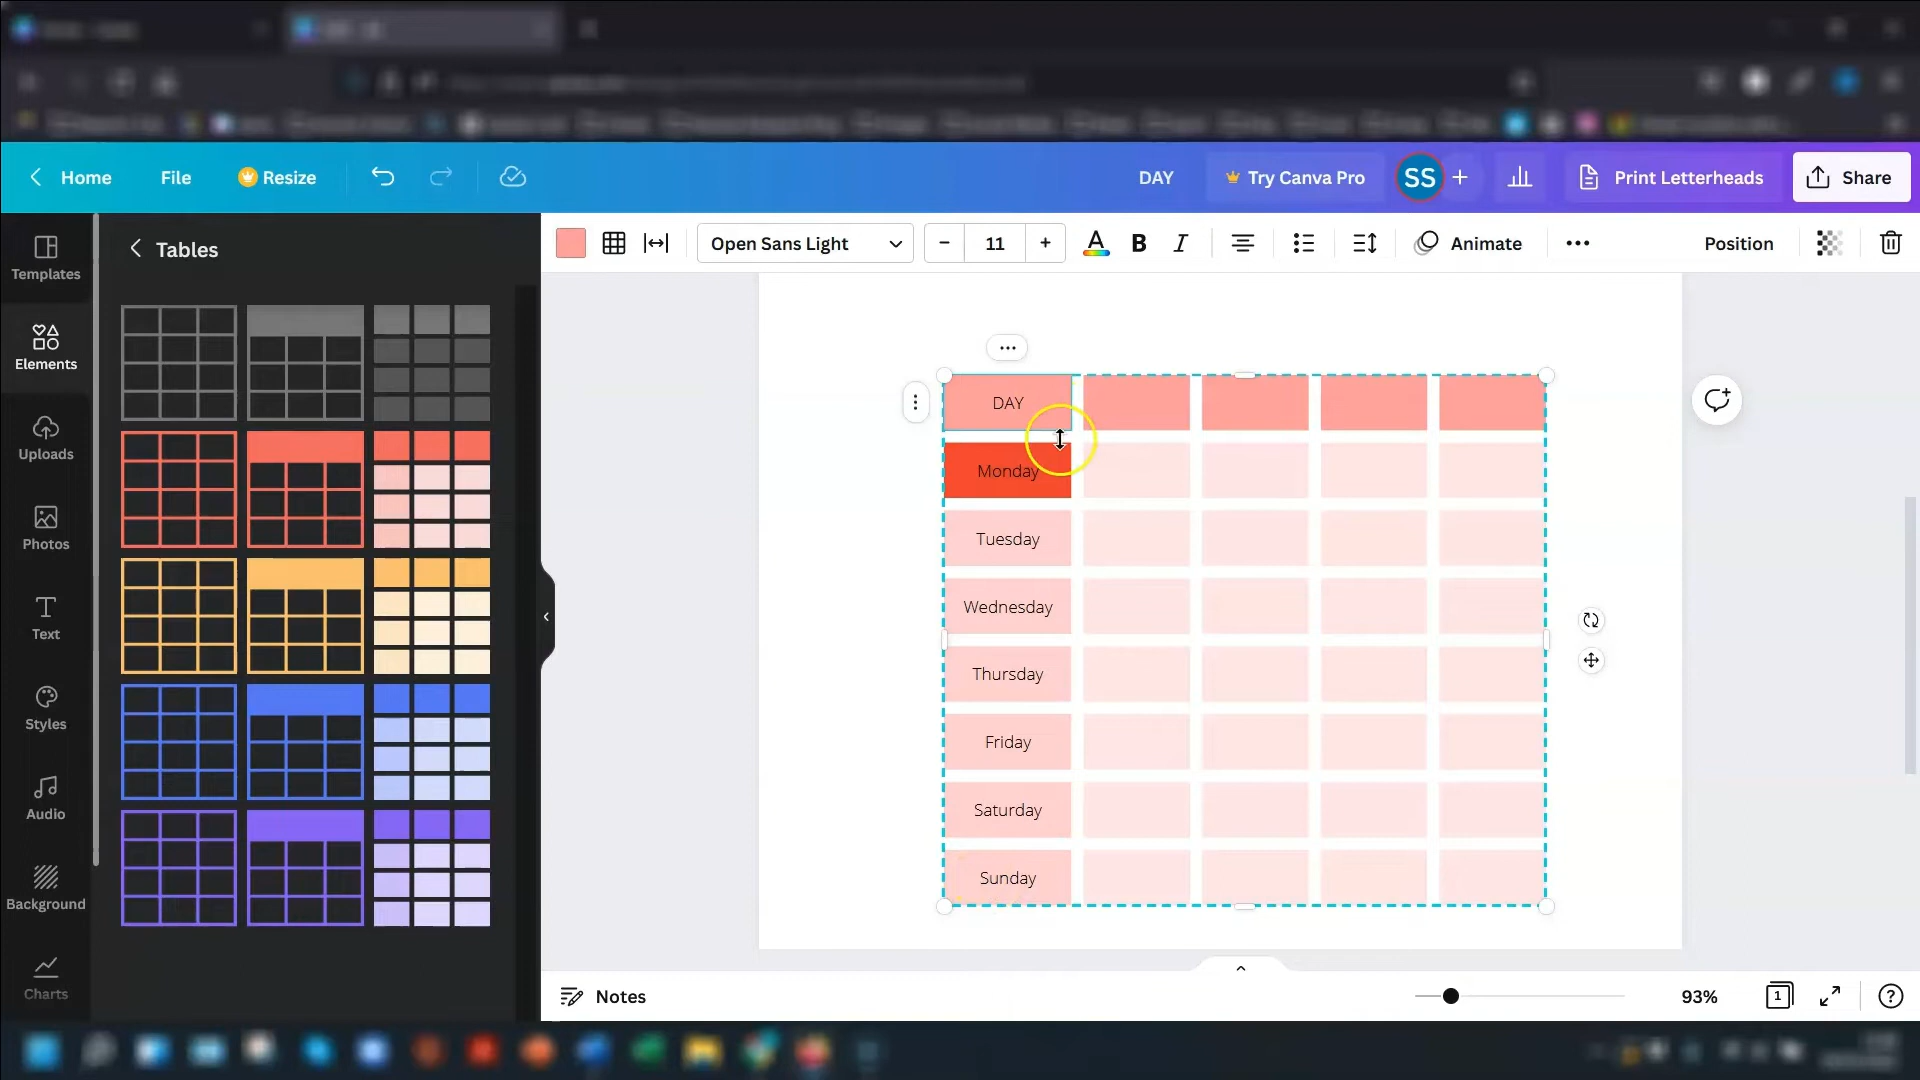 Home File Resize DAY Try Canva Pro SS + Print Letterheads Share
Templates
Elements
Uploads
Photos
Text
Styles
Audio
Background
Charts
Tables
Open Sans Light − 11 + A B I Animate ... Position
DAY
Monday
Tuesday
Wednesday
Thursday
Friday
Saturday
Sunday
Notes 93% 1 ?